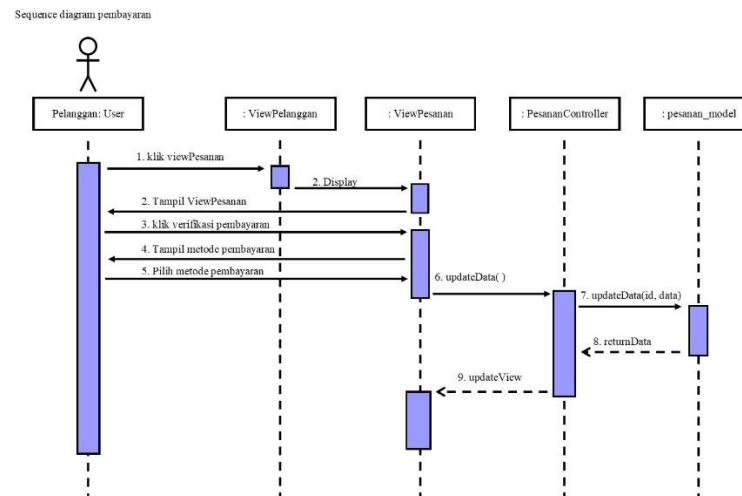 Sequence diagram pembayaran
Pelanggan: User
: ViewPelanggan
: ViewPesanan
: PesananController
: pesanan_model
1. klik viewPesanan
2. Display
2. Tampil ViewPesanan
3. klik verifikasi pembayaran
4. Tampil metode pembayaran
5. Pilih metode pembayaran
6. updateData( )
7. updateData(id, data)
8. returnData
9. updateView